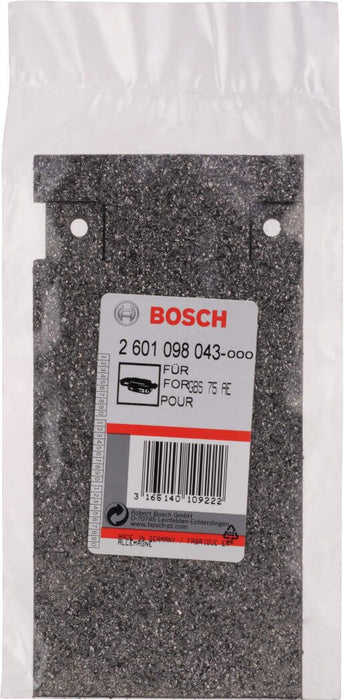 BOSCH
2 601 098 043-000
FÜR
FOR GBS 75 AE
POUR
3 165140 109222
Robert Bosch GmbH
D-70745 Leinfelden-Echterdingen
www.bosch-pt.com
MADE IN GERMANY / FABRIQUE EN
ALLEMAGNE